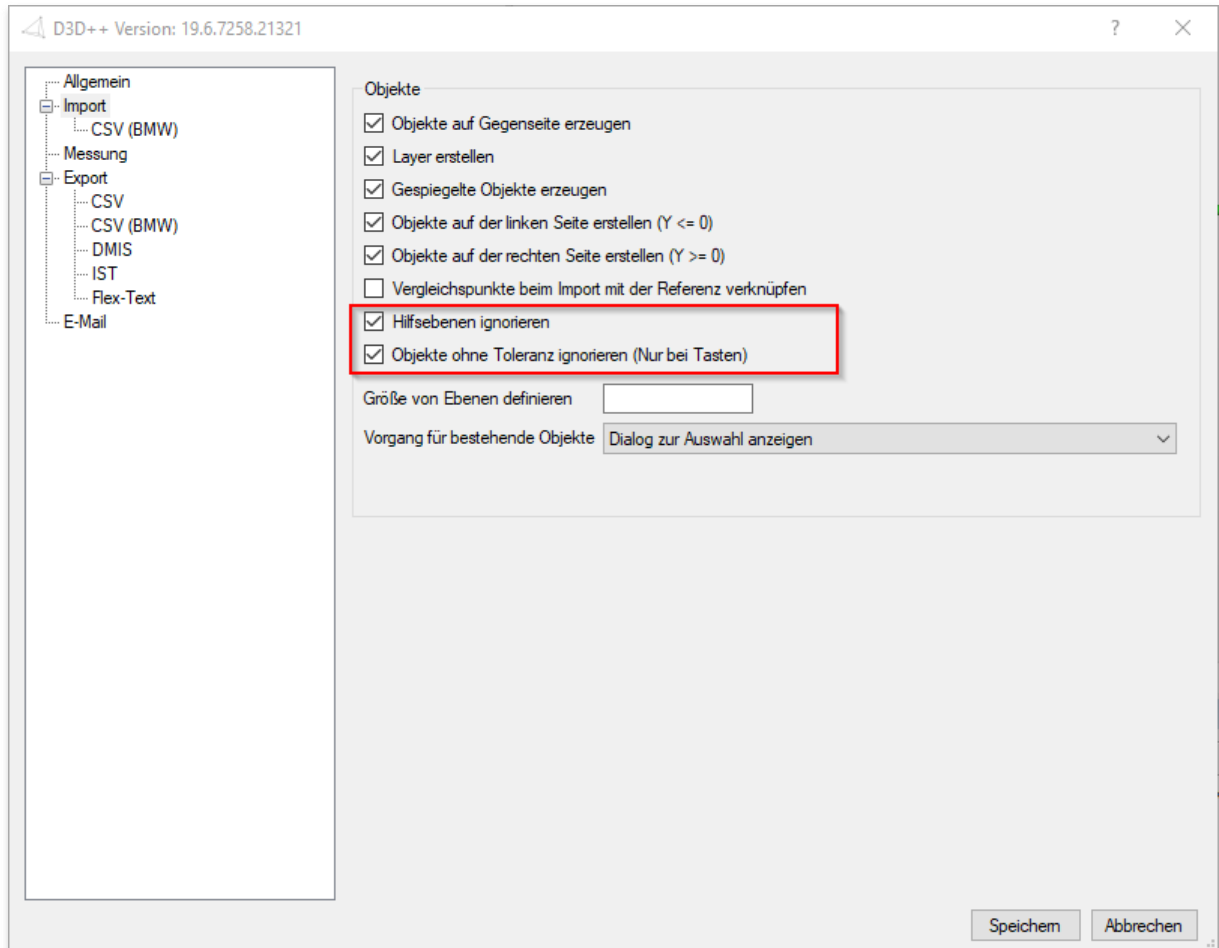 D3D++ Version: 19.6.7258.21321
?
Allgemein
Import
CSV (BMW)
Messung
Export
CSV
CSV (BMW)
DMIS
IST
Flex-Text
E-Mail
Objekte
Objekte auf Gegenseite erzeugen
Layer erstellen
Gespiegelte Objekte erzeugen
Objekte auf der linken Seite erstellen (Y <= 0)
Objekte auf der rechten Seite erstellen (Y >= 0)
Vergleichspunkte beim Import mit der Referenz verknüpfen
Hilfsebenen ignorieren
Objekte ohne Toleranz ignorieren (Nur bei Tasten)
Größe von Ebenen definieren
Vorgang für bestehende Objekte Dialog zur Auswahl anzeigen
Speichern Abbrechen